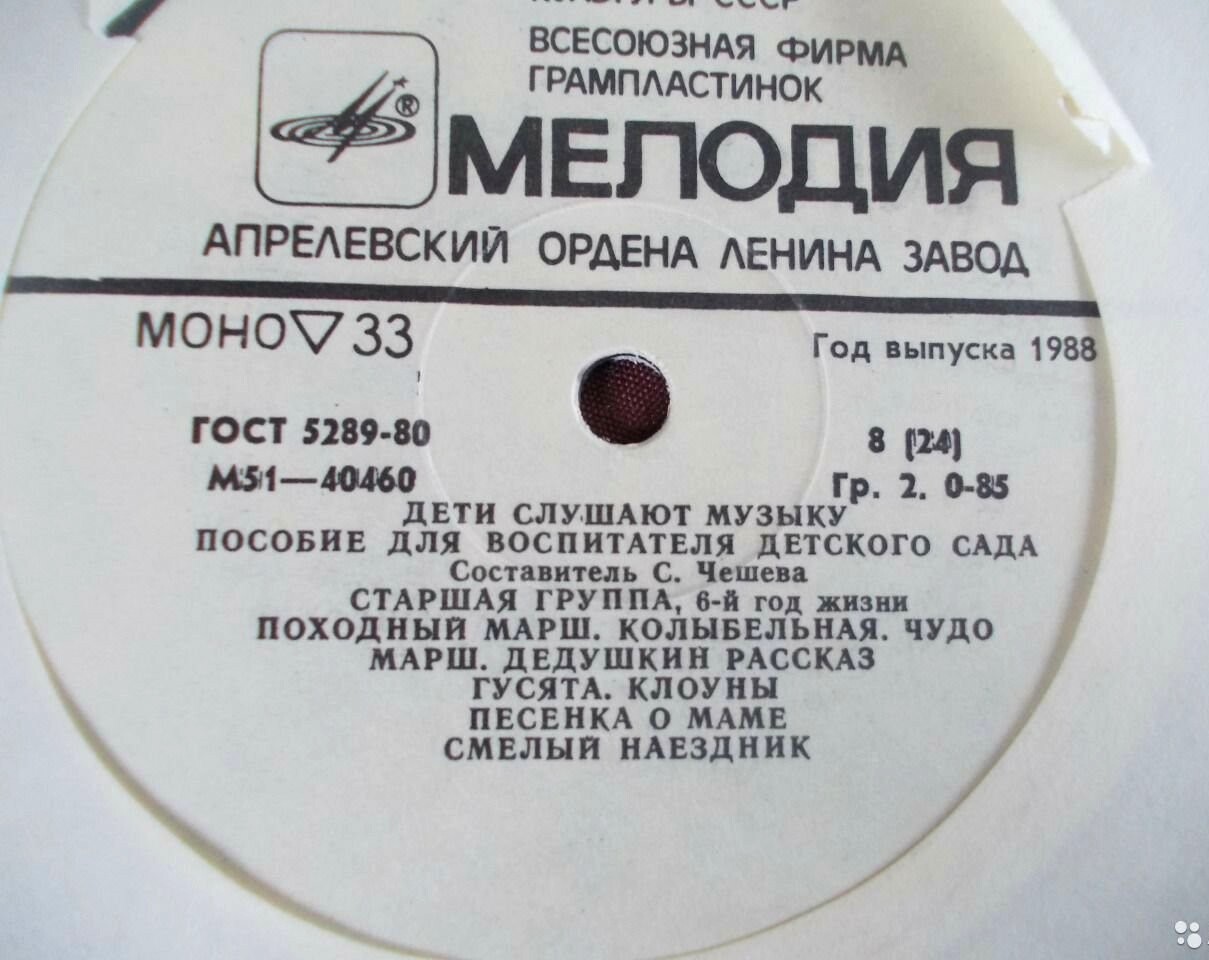 КУЛЬТУРЫ СССР
ВСЕСОЮЗНАЯ ФИРМА
ГРАМПЛАСТИНОК
®
МЕЛОДИЯ
АПРЕЛЕВСКИЙ ОРДЕНА ЛЕНИНА ЗАВОД
МОНО ▽ 33
Год выпуска 1988
ГОСТ 5289-80
8 (24)
М51—40460
Гр. 2. 0-85
ДЕТИ СЛУШАЮТ МУЗЫКУ
ПОСОБИЕ ДЛЯ ВОСПИТАТЕЛЯ ДЕТСКОГО САДА
Составитель С. Чешева
СТАРШАЯ ГРУППА, 6-й год жизни
ПОХОДНЫЙ МАРШ. КОЛЫБЕЛЬНАЯ. ЧУДО
МАРШ. ДЕДУШКИН РАССКАЗ
ГУСЯТА. КЛОУНЫ
ПЕСЕНКА О МАМЕ
СМЕЛЫЙ НАЕЗДНИК